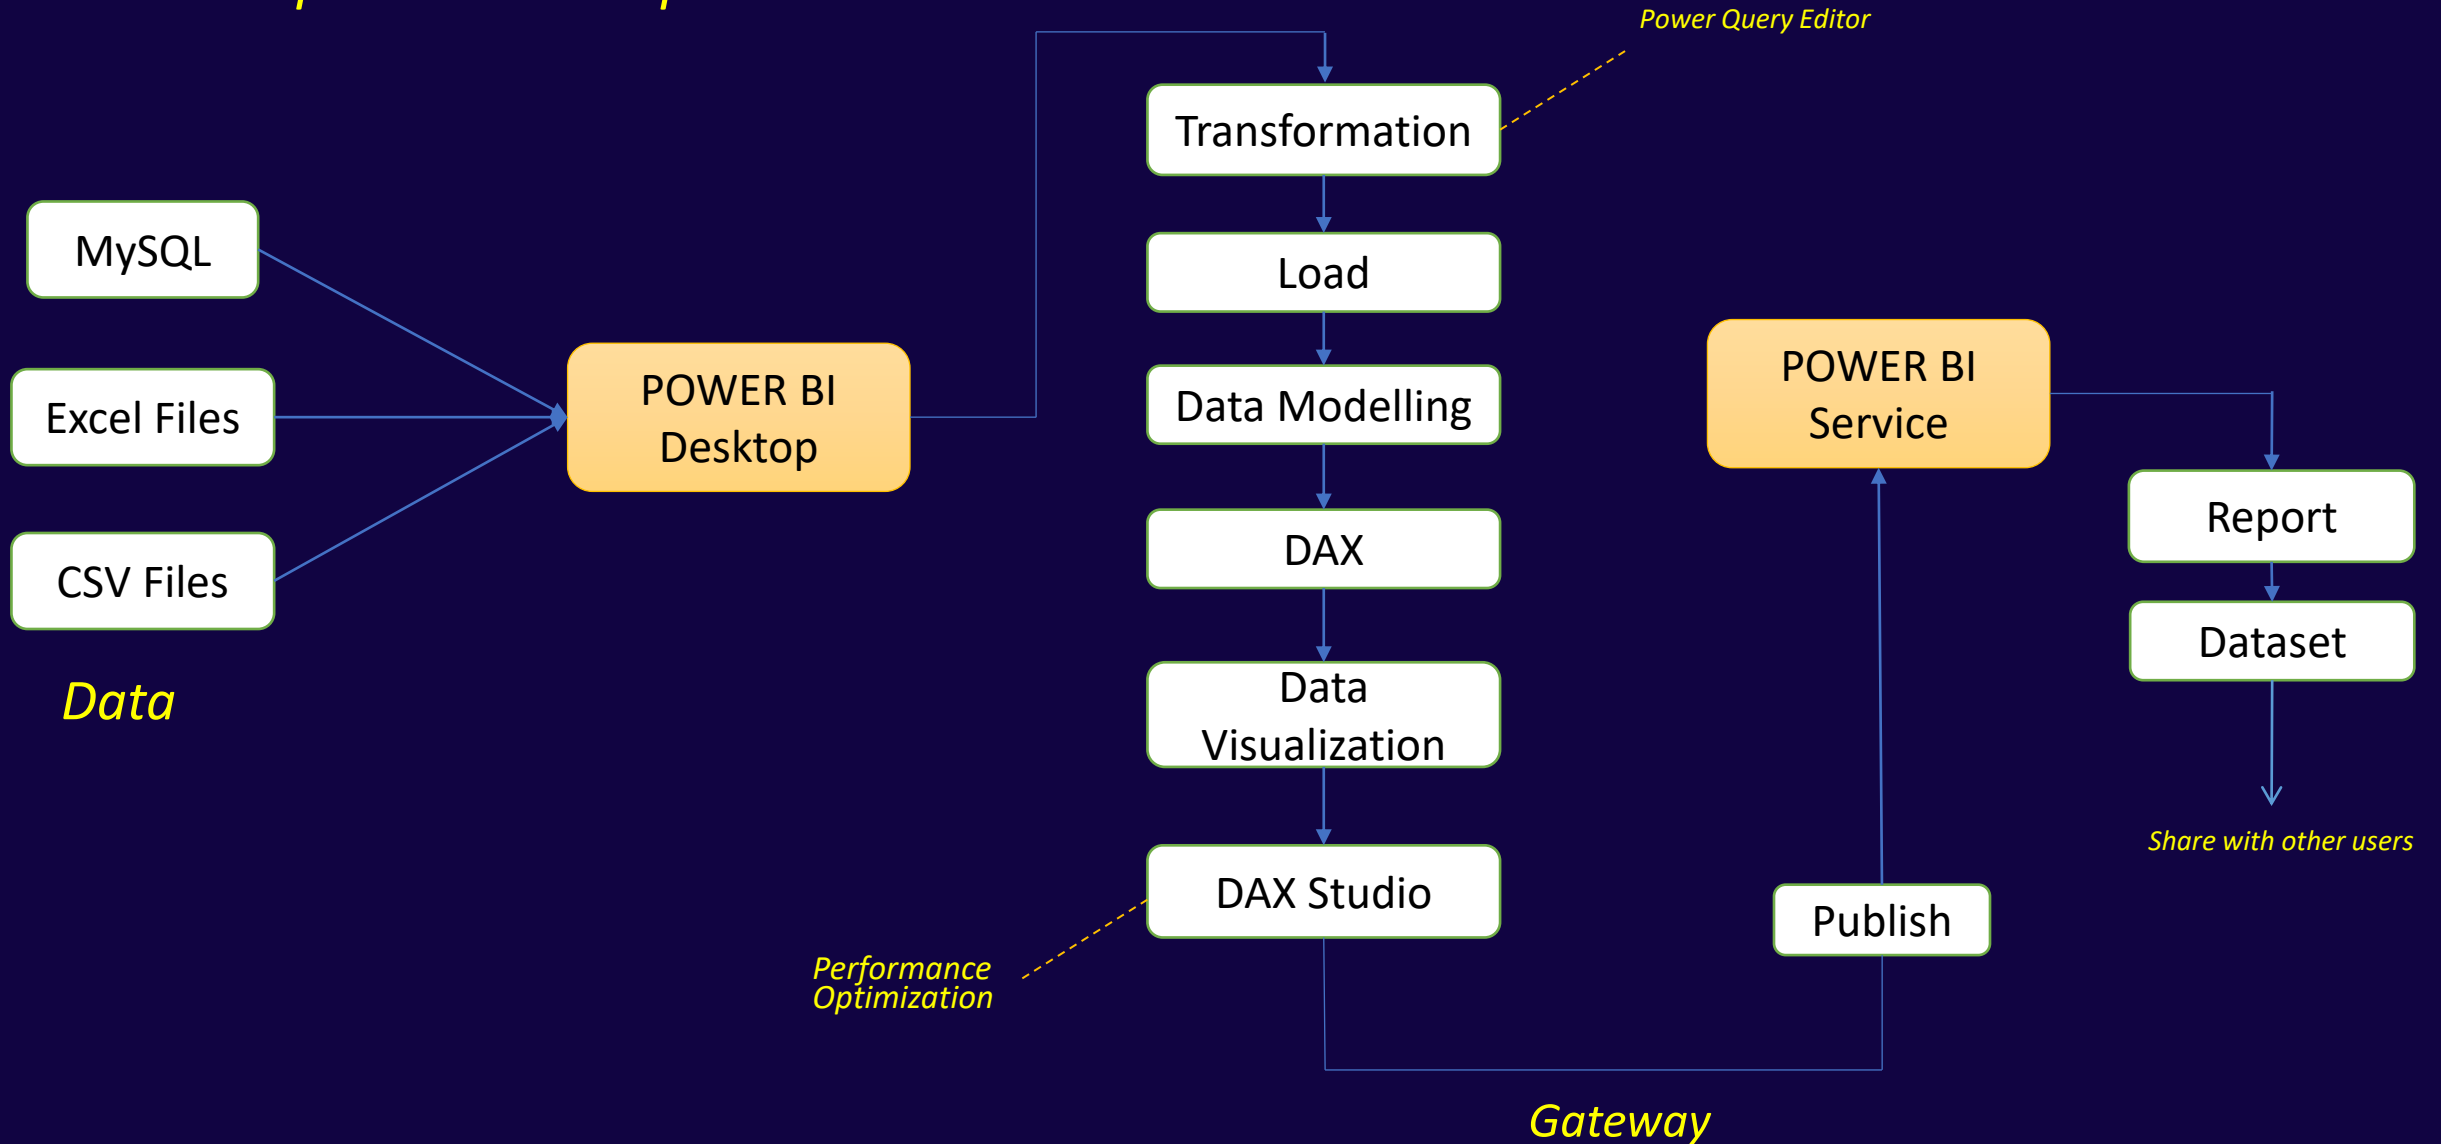 Power Query Editor
Transformation
MySQL
Load
Excel Files
POWER BI
Desktop
Data Modelling
POWER BI
Service
CSV Files
DAX
Report
Dataset
Data
Data
Visualization
Share with other users
DAX Studio
Publish
Performance
Optimization
Gateway